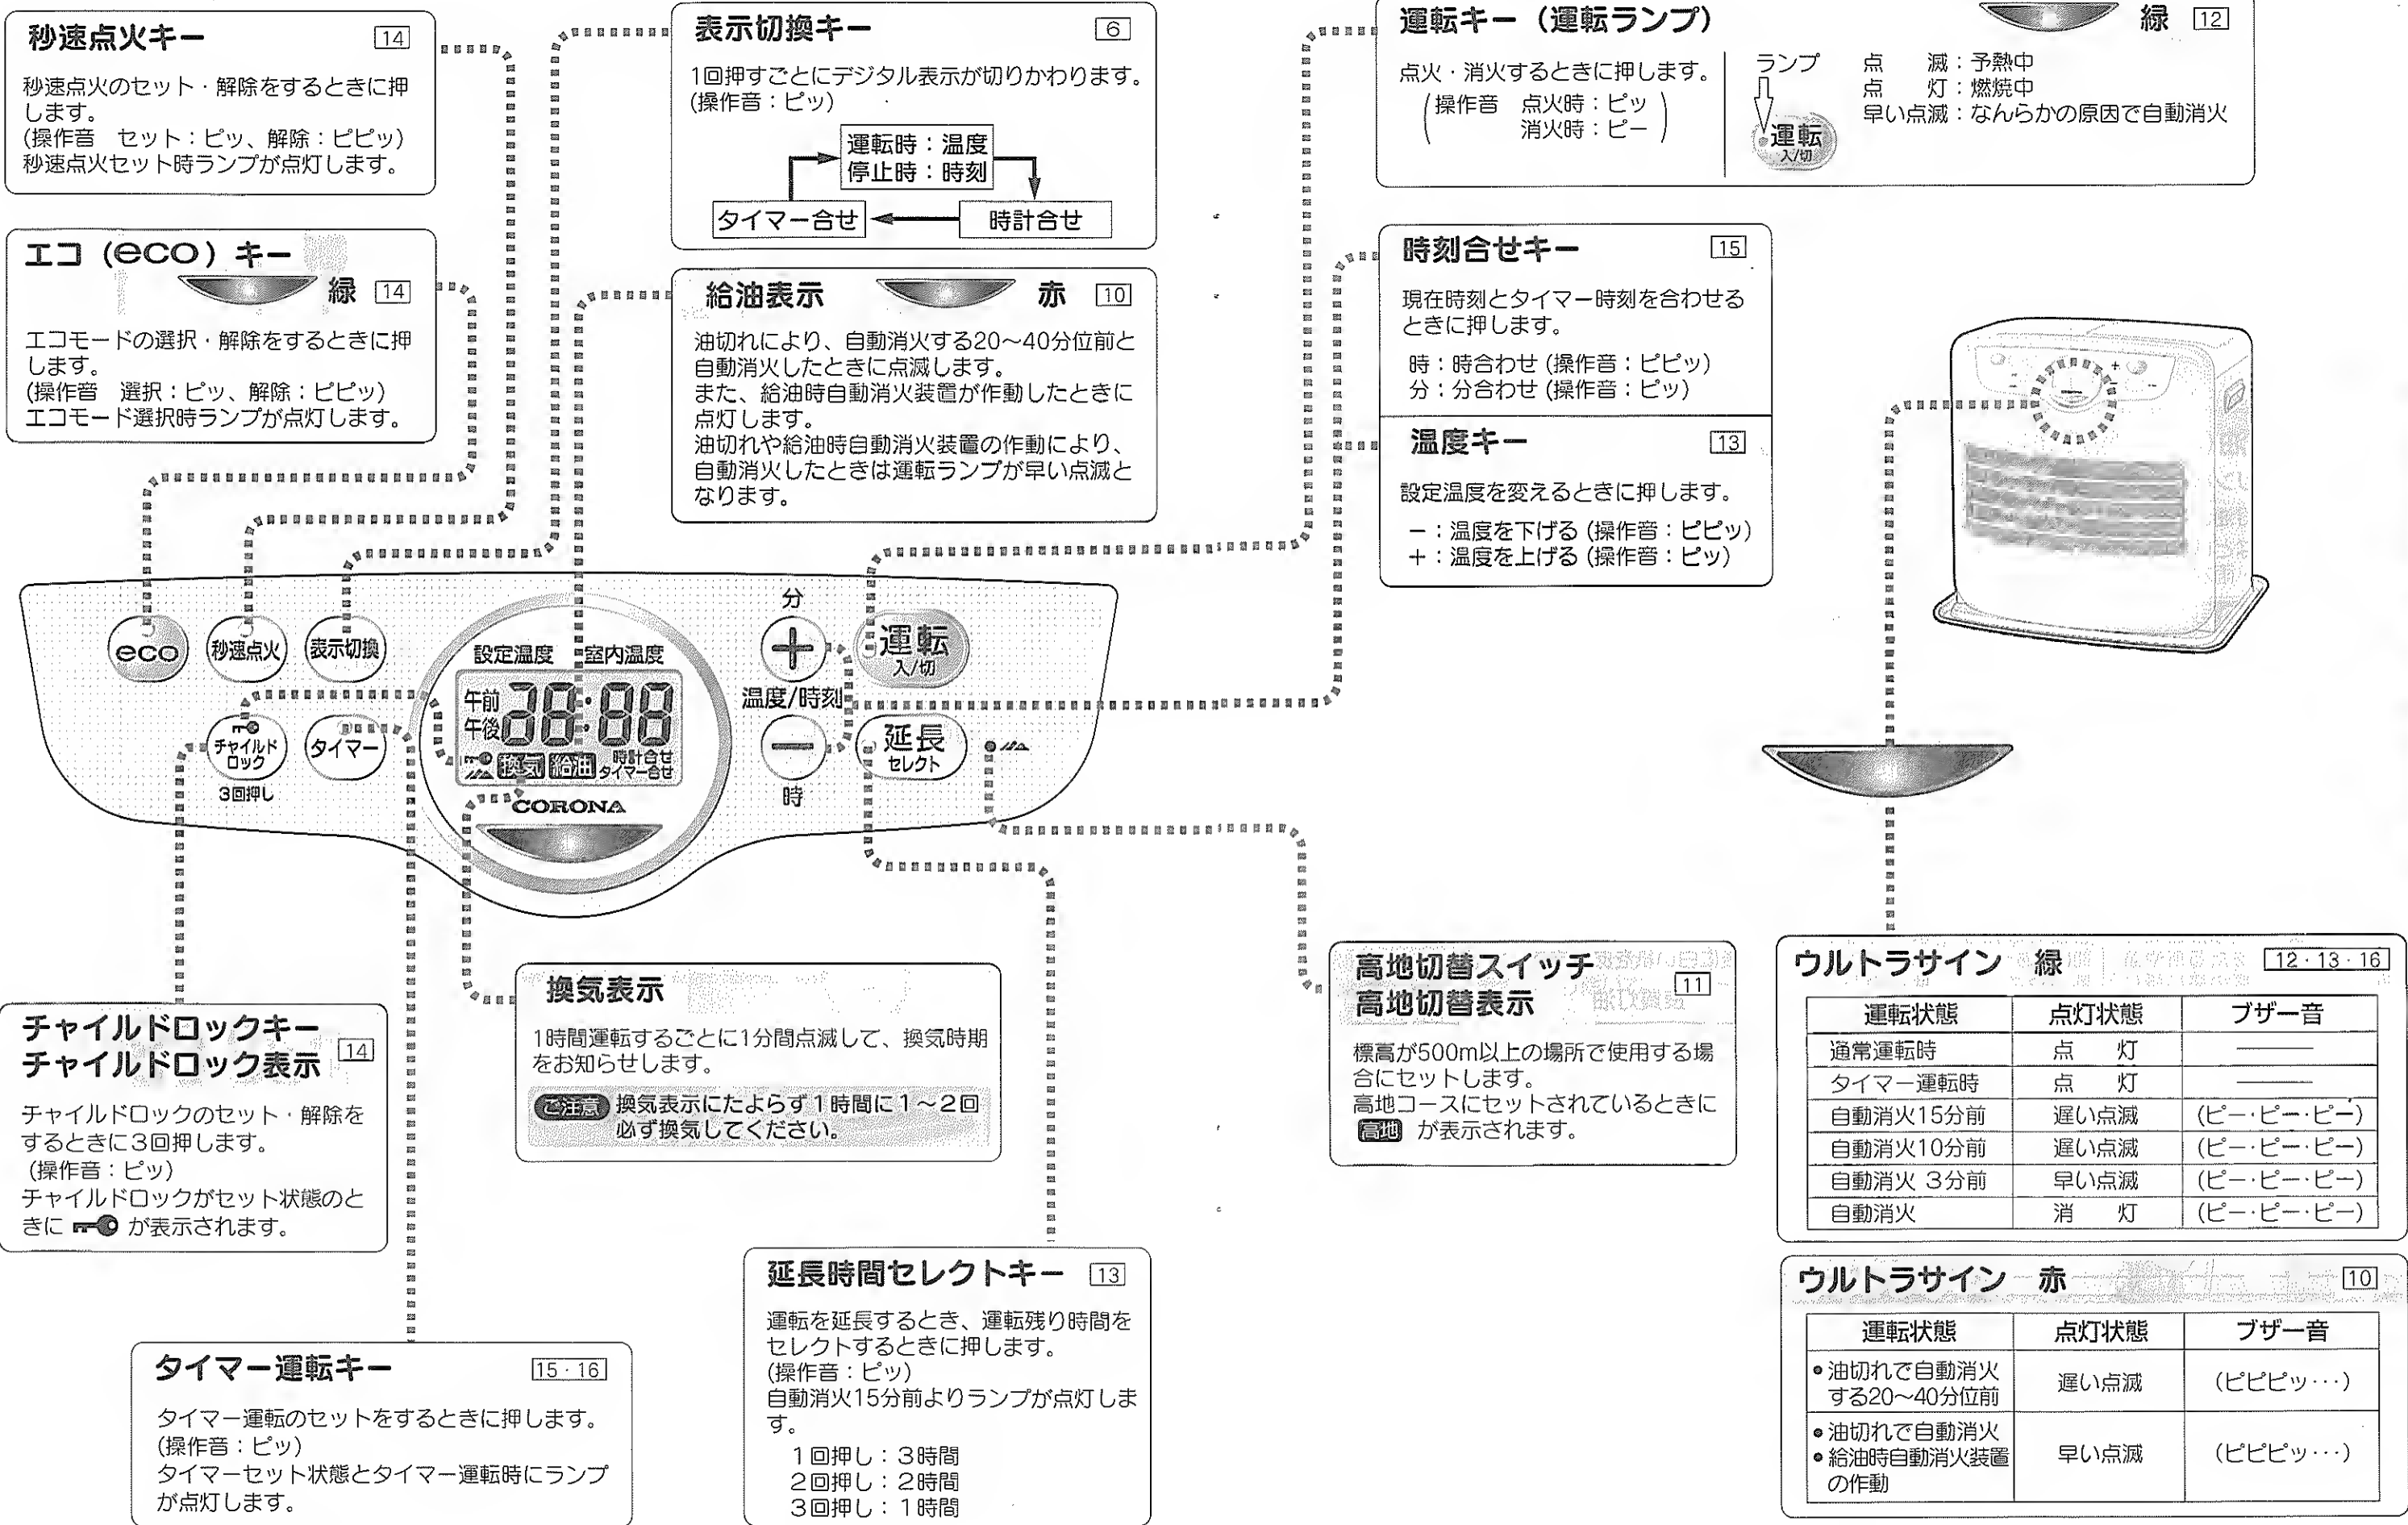 秒速点火キー 14
秒速点火のセット・解除をするときに押
します。
(操作音 セット：ピッ、解除：ピピッ)
秒速点火セット時ランプが点灯します。
エコ（eco）キー
緑 14
エコモードの選択・解除をするときに押
します。
(操作音 選択：ピッ、解除：ピピッ)
エコモード選択時ランプが点灯します。
表示切換キー 6
1回押すごとにデジタル表示が切りかわります。
(操作音：ピッ)
運転時：温度
停止時：時刻
タイマー合せ 時計合せ
給油表示 赤 10
油切れにより、自動消火する20〜40分位前と
自動消火したときに点滅します。
また、給油時自動消火装置が作動したときに
点灯します。
油切れや給油時自動消火装置の作動により、
自動消火したときは運転ランプが早い点滅と
なります。
運転キー（運転ランプ） 緑 12
点火・消火するときに押します。
(操作音 点火時：ピッ
消火時：ピー)
ランプ
運転
入/切
点 滅：予熱中
点 灯：燃焼中
早い点滅：なんらかの原因で自動消火
時刻合せキー 15
現在時刻とタイマー時刻を合わせる
ときに押します。
時：時合わせ (操作音：ピピッ)
分：分合わせ (操作音：ピッ)
温度キー 13
設定温度を変えるときに押します。
−：温度を下げる (操作音：ピピッ)
＋：温度を上げる (操作音：ピッ)
eco
秒速点火
表示切換
チャイルド
ロック
3回押し
タイマー
設定温度 室内温度
午前
午後
28:88
換気 給油
時計合せ
タイマー合せ
CORONA
分
＋
温度/時刻
−
時
運転
入/切
延長
セレクト
チャイルドロックキー
チャイルドロック表示 14
チャイルドロックのセット・解除を
するときに3回押します。
(操作音：ピッ)
チャイルドロックがセット状態のと
きに が表示されます。
換気表示
1時間運転するごとに1分間点滅して、換気時期
をお知らせします。
ご注意 換気表示にたよらず1時間に1〜2回
必ず換気してください。
タイマー運転キー 15・16
タイマー運転のセットをするときに押します。
(操作音：ピッ)
タイマーセット状態とタイマー運転時にランプ
が点灯します。
延長時間セレクトキー 13
運転を延長するとき、運転残り時間を
セレクトするときに押します。
(操作音：ピッ)
自動消火15分前よりランプが点灯しま
す。
1回押し：3時間
2回押し：2時間
3回押し：1時間
高地切替スイッチ
高地切替表示 11
標高が500m以上の場所で使用する場
合にセットします。
高地コースにセットされているときに
高地 が表示されます。
ウルトラサイン 緑 12・13・16
運転状態 点灯状態 ブザー音
通常運転時 点 灯 ———
タイマー運転時 点 灯 ———
自動消火15分前 遅い点滅 (ピー・ピー・ピー)
自動消火10分前 遅い点滅 (ピー・ピー・ピー)
自動消火 3分前 早い点滅 (ピー・ピー・ピー)
自動消火 消 灯 (ピー・ピー・ピー)
ウルトラサイン 赤 10
運転状態 点灯状態 ブザー音
●油切れで自動消火
する20〜40分位前 遅い点滅 (ピピピッ･･･)
●油切れで自動消火
●給油時自動消火装置
の作動 早い点滅 (ピピピッ･･･)